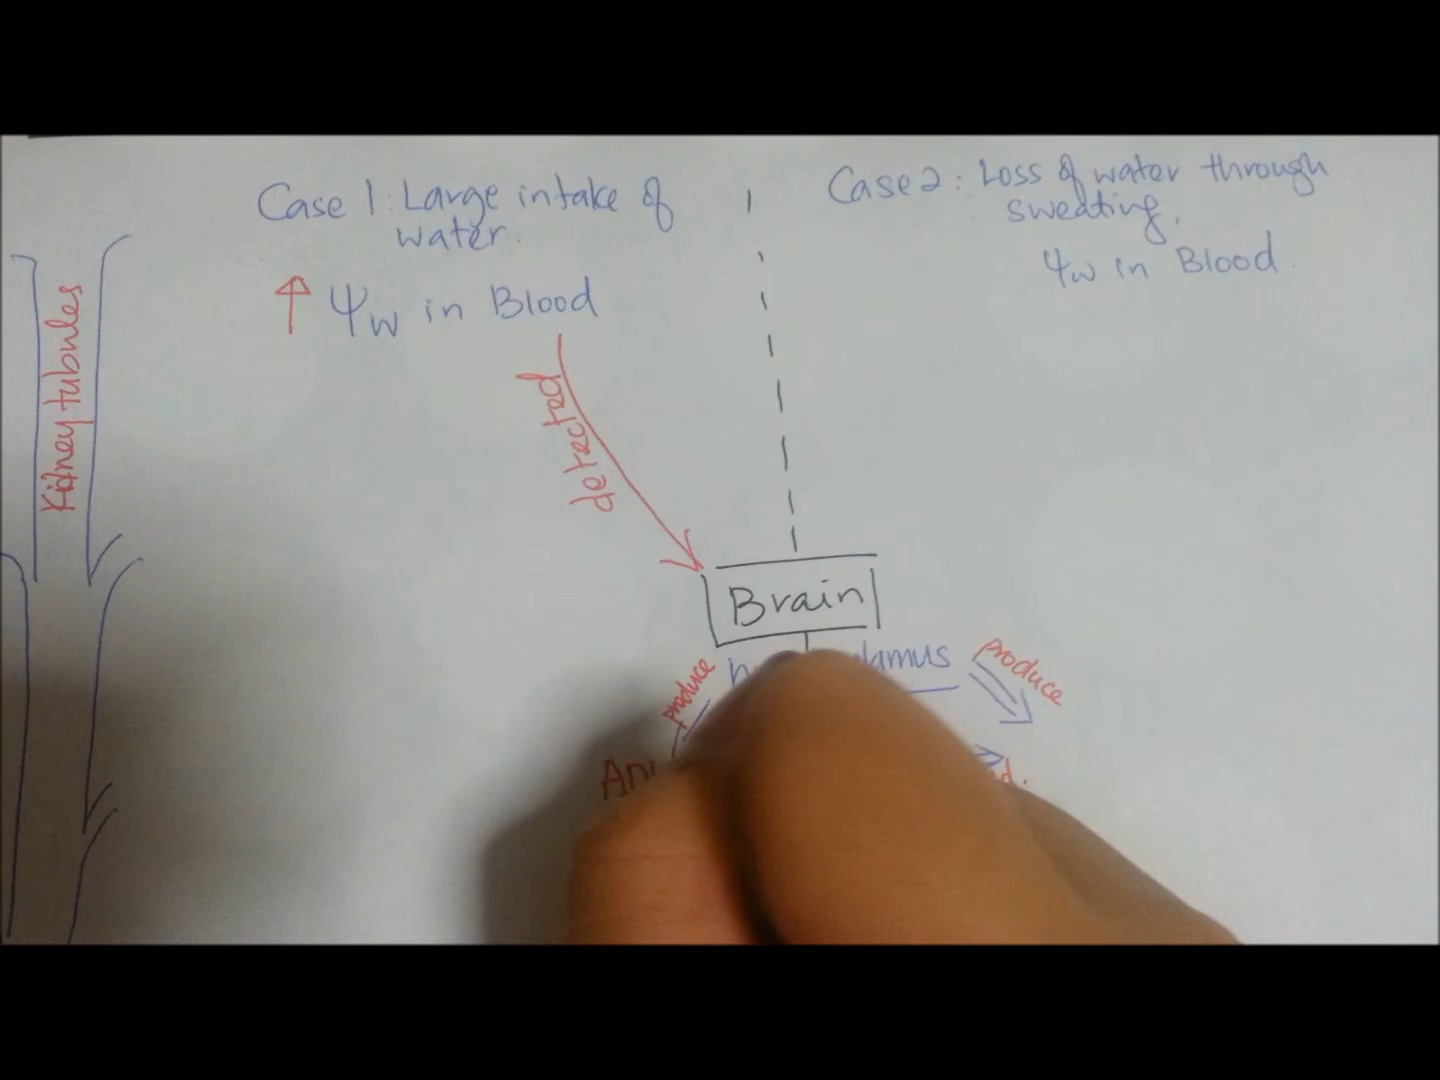 Case 1: Large intake of
water.
↑ Ψw in Blood
detected
Case 2: Loss of water through
sweating.
Ψw in Blood.
Kidney tubules
Brain
produce
produce